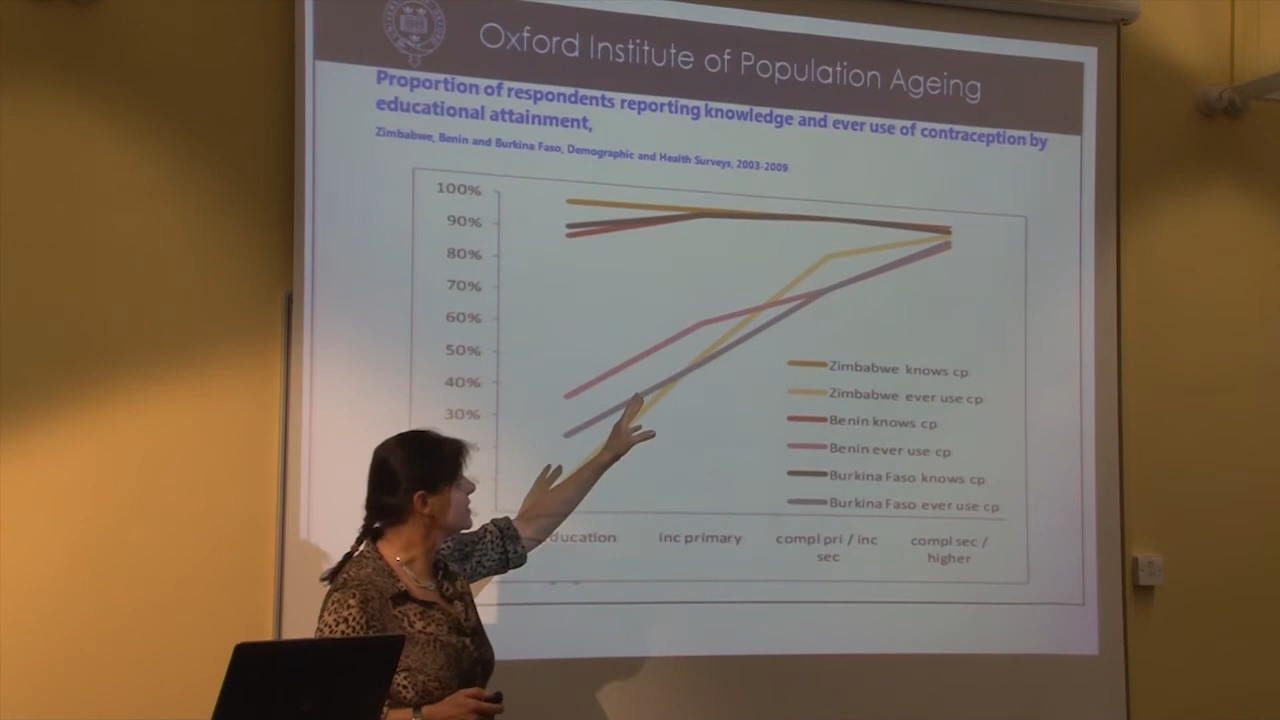 Oxford Institute of Population Ageing
Proportion of respondents reporting knowledge and ever use of contraception by
educational attainment,
Zimbabwe, Benin and Burkina Faso, Demographic and Health Surveys, 2003-2009
100%
90%
80%
70%
60%
50%
40%
30%
%
Zimbabwe knows cp
Zimbabwe ever use cp
Benin knows cp
Benin ever use cp
Burkina Faso knows cp
Burkina Faso ever use cp
ducation
inc primary
compl pri / inc
sec
compl sec /
higher